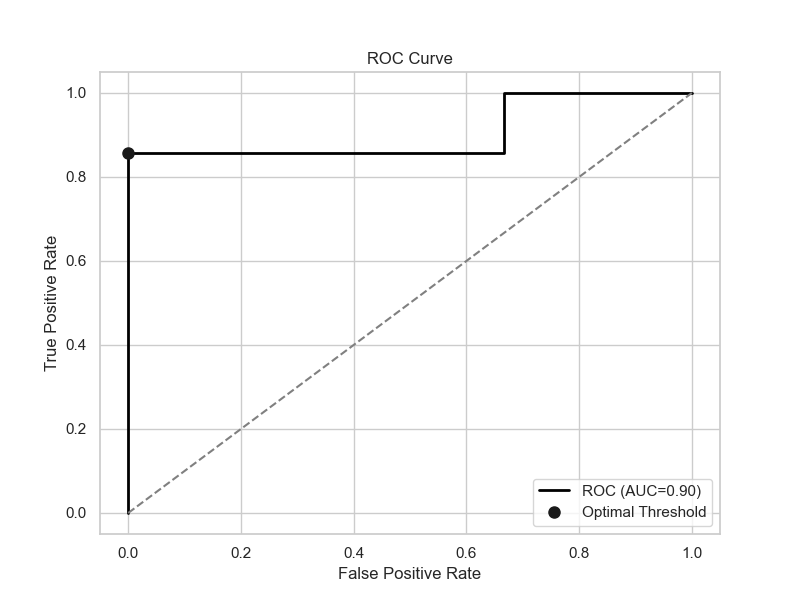 ROC Curve
1.0
0.8
0.6
0.4
0.2
0.0
True Positive Rate
0.0 0.2 0.4 0.6 0.8 1.0
False Positive Rate
ROC (AUC=0.90)
Optimal Threshold